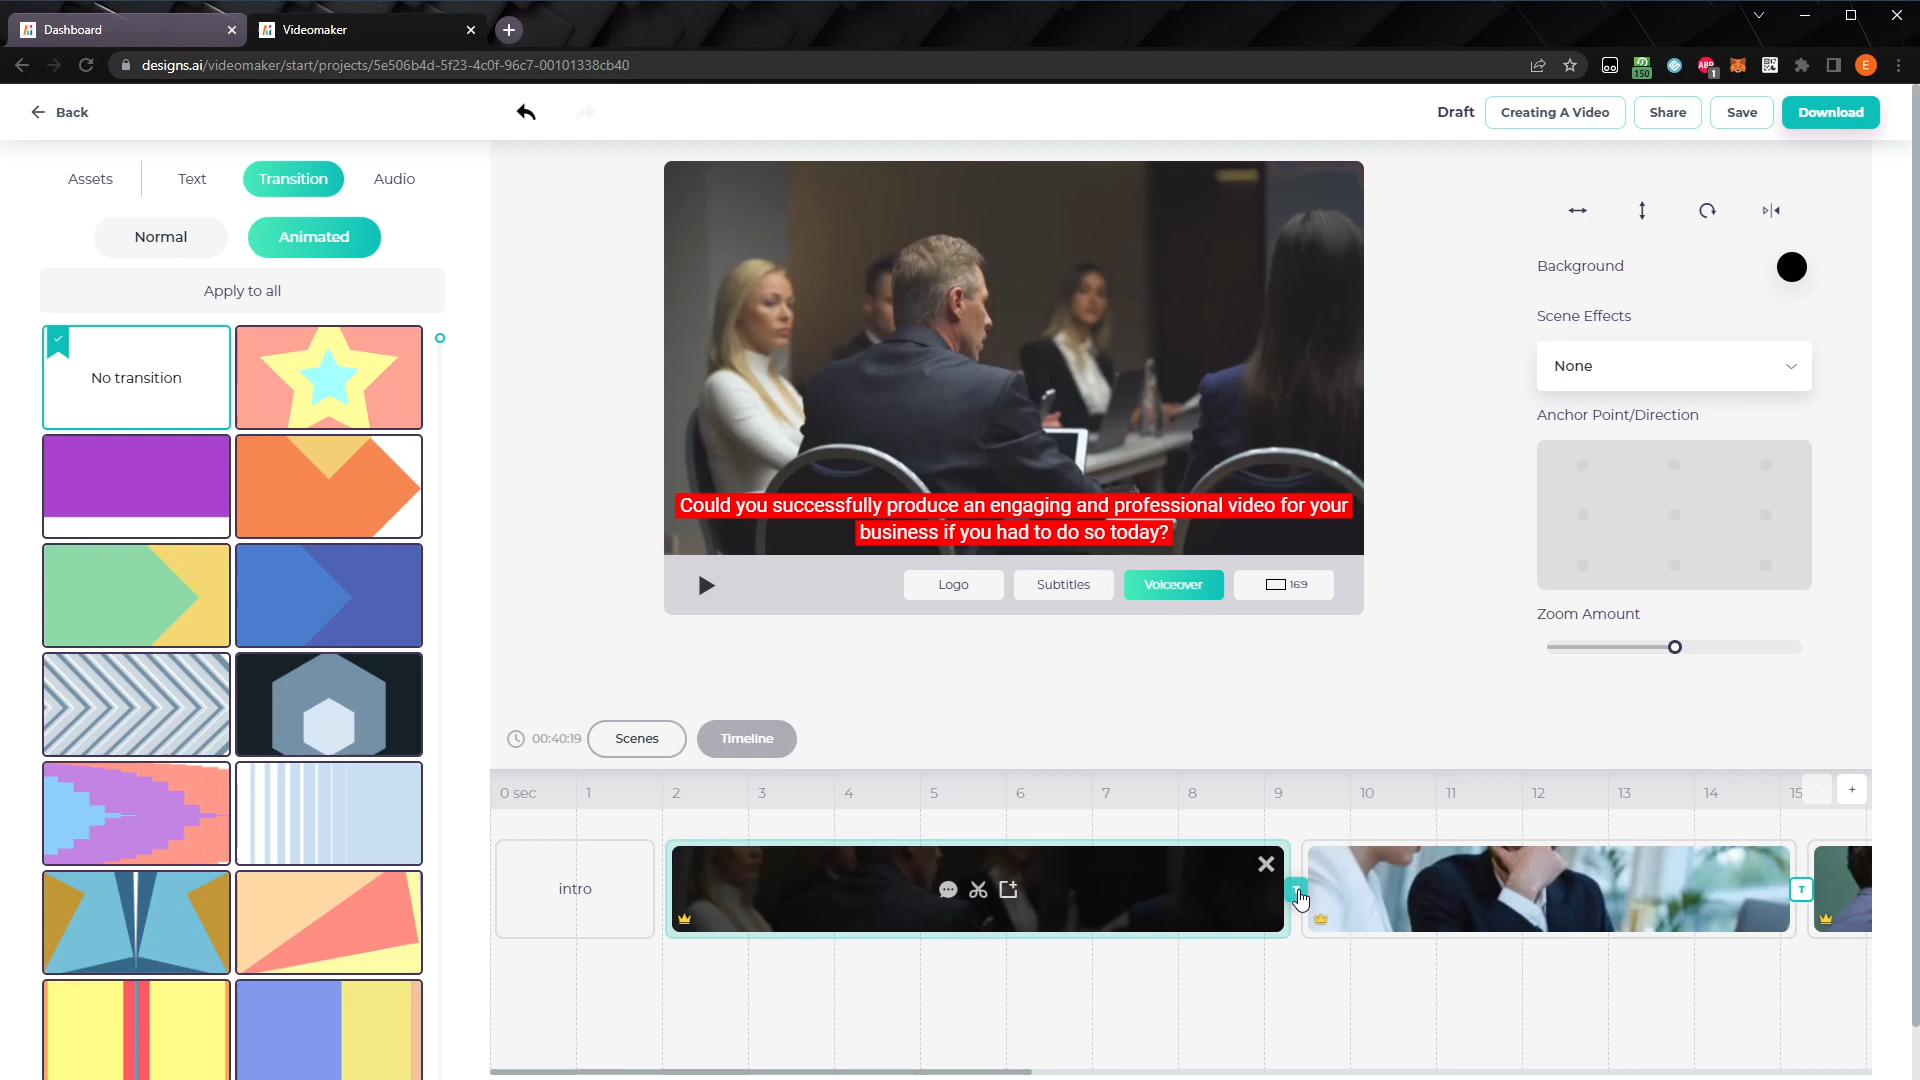 Dashboard
Videomaker
designs.ai/videomaker/start/projects/5e506b4d-5f23-4c0f-96c7-00101338cb40
150
ABP
1
E
Back
Draft
Creating A Video
Share
Save
Download
Assets
Text
Transition
Audio
Normal
Animated
Apply to all
No transition
Could you successfully produce an engaging and professional video for your
business if you had to do so today?
Logo
Subtitles
Voiceover
16:9
Background
Scene Effects
None
Anchor Point/Direction
Zoom Amount
00:40:19
Scenes
Timeline
0 sec
1
2
3
4
5
6
7
8
9
10
11
12
13
14
15
-
+
intro
T
T